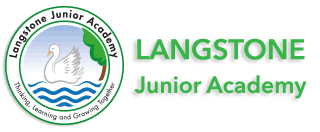 Langstone Junior Academy
Thinking, Learning and Growing Together
LANGSTONE
Junior Academy